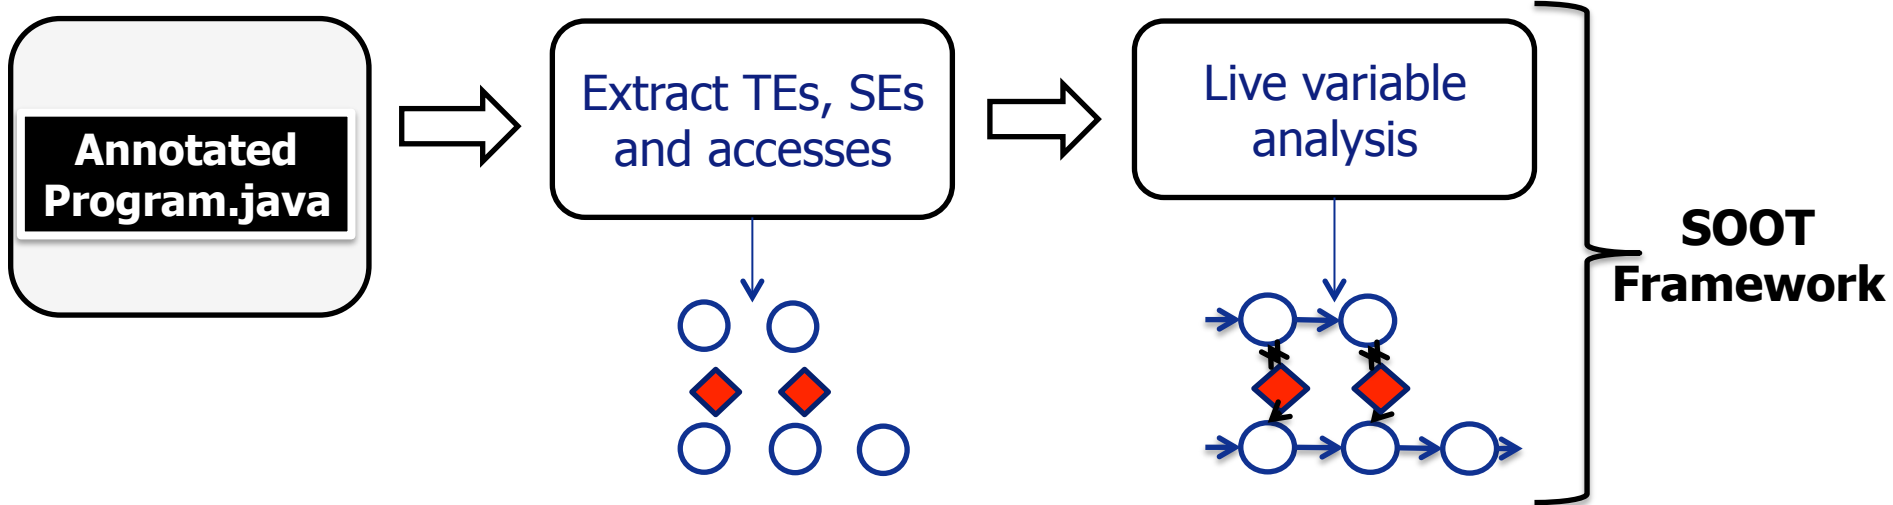 Annotated
Program.java
Extract TEs, SEs
and accesses
Live variable
analysis
SOOT
Framework